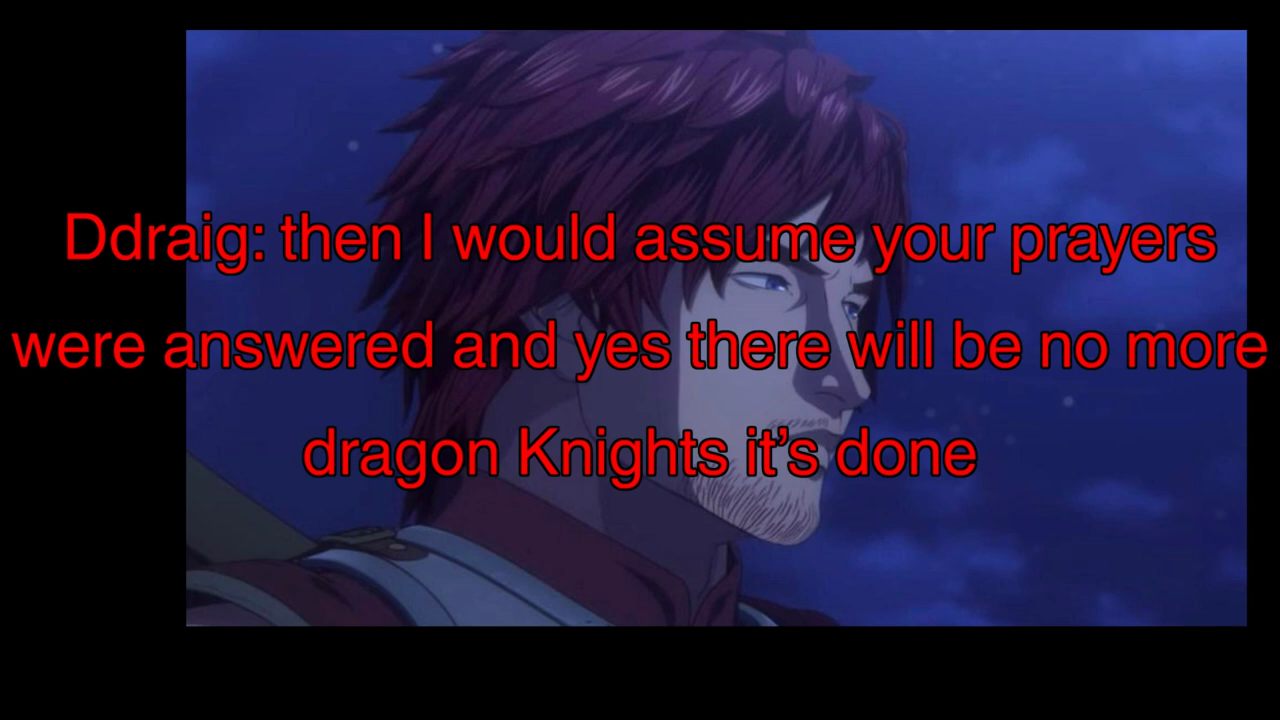 Ddraig: then I would assume your prayers
were answered and yes there will be no more
dragon Knights it’s done